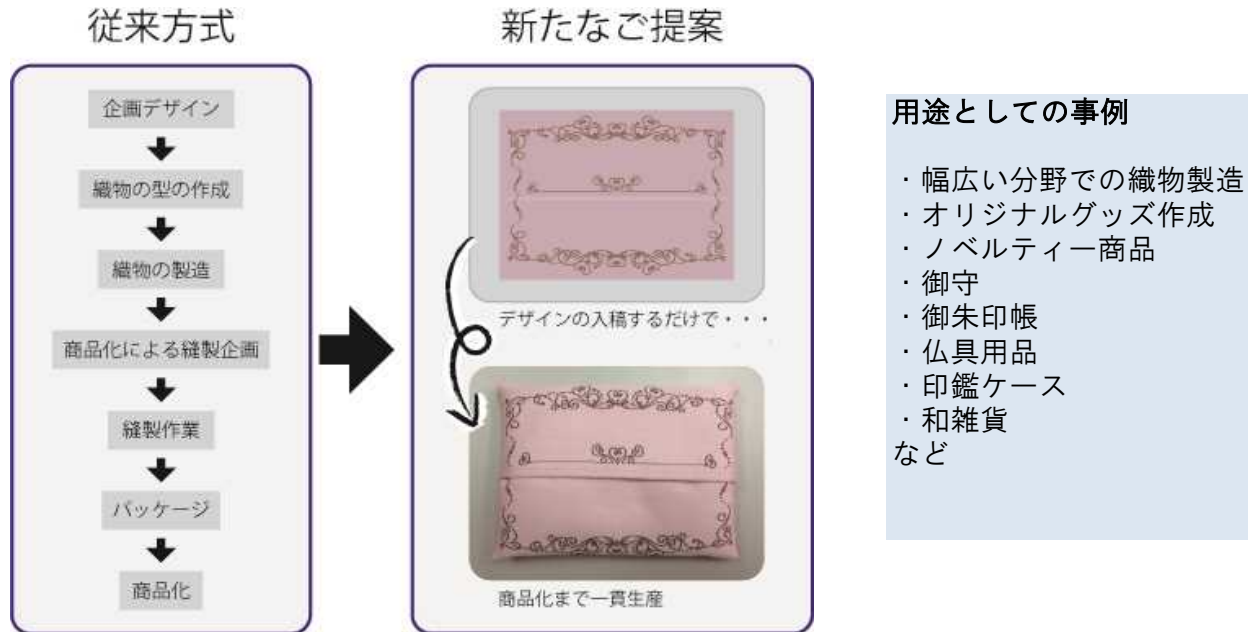 従来方式
企画デザイン
織物の型の作成
織物の製造
商品化による縫製企画
縫製作業
パッケージ
商品化
新たなご提案
デザインの入稿するだけで・・・
商品化まで一貫生産
用途としての事例
・幅広い分野での織物製造
・オリジナルグッズ作成
・ノベルティー商品
・御守
・御朱印帳
・仏具用品
・印鑑ケース
・和雑貨
など